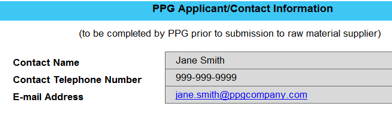 PPG Applicant/Contact Information
(to be completed by PPG prior to submission to raw material supplier)
Contact Name Jane Smith
Contact Telephone Number 999-999-9999
E-mail Address jane.smith@ppgcompany.com